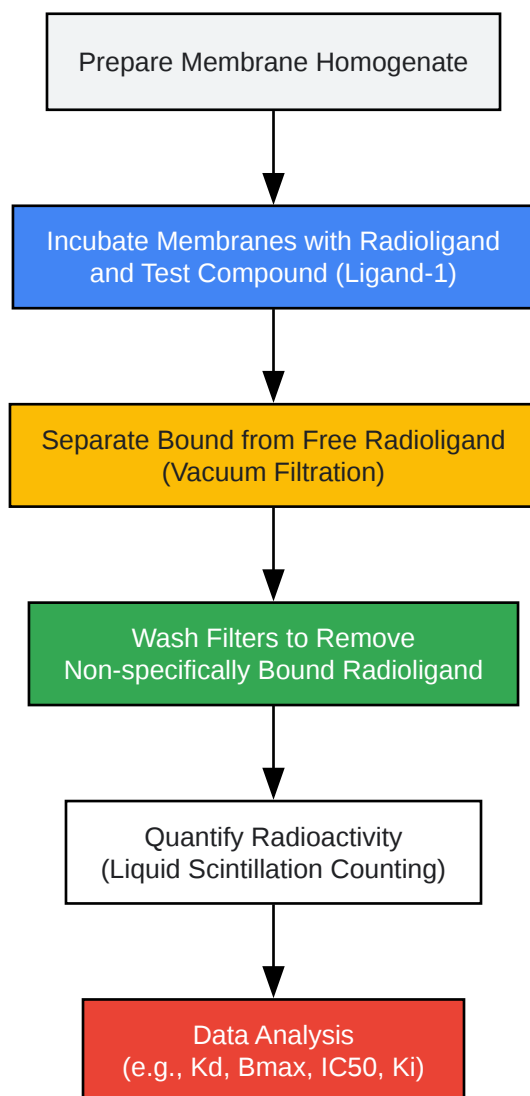 Prepare Membrane Homogenate
Incubate Membranes with Radioligand
and Test Compound (Ligand-1)
Separate Bound from Free Radioligand
(Vacuum Filtration)
Wash Filters to Remove
Non-specifically Bound Radioligand
Quantify Radioactivity
(Liquid Scintillation Counting)
Data Analysis
(e.g., Kd, Bmax, IC50, Ki)